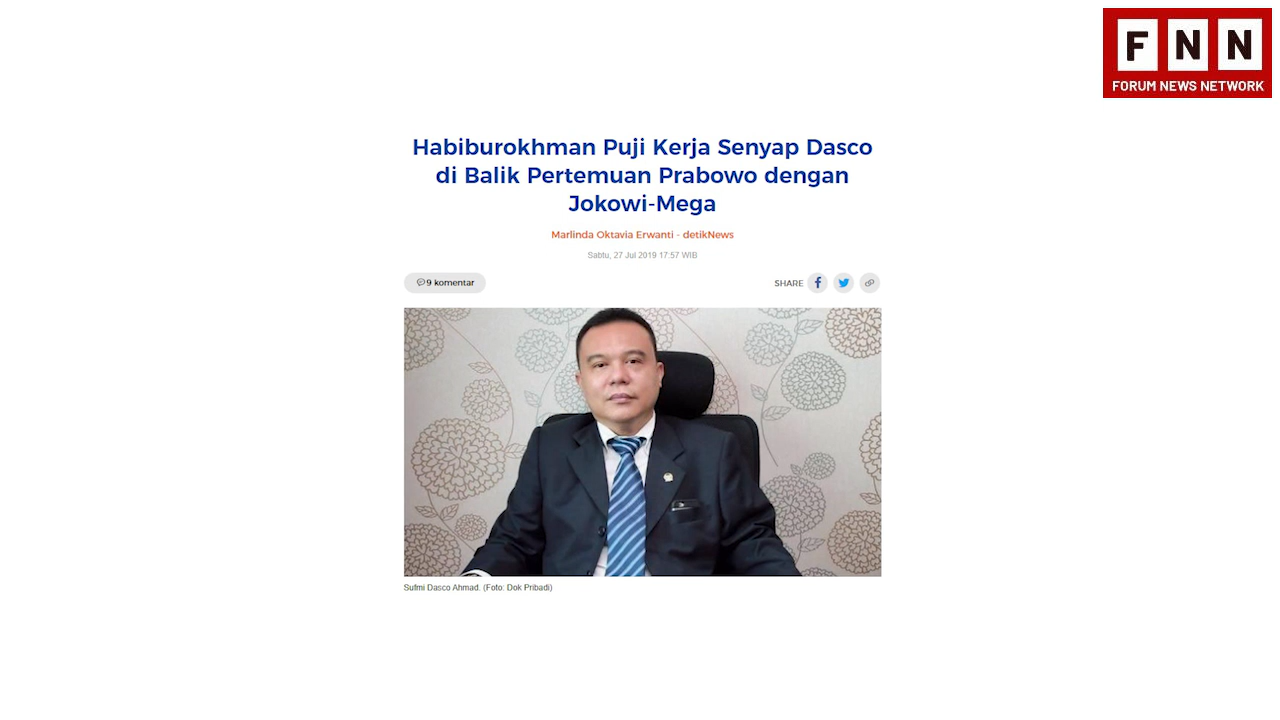 FNN
FORUM NEWS NETWORK
Habiburokhman Puji Kerja Senyap Dasco
di Balik Pertemuan Prabowo dengan
Jokowi-Mega
Marlinda Oktavia Erwanti - detikNews
Sabtu, 27 Jul 2019 17:57 WIB
9 komentar
SHARE
Sufmi Dasco Ahmad. (Foto: Dok Pribadi)